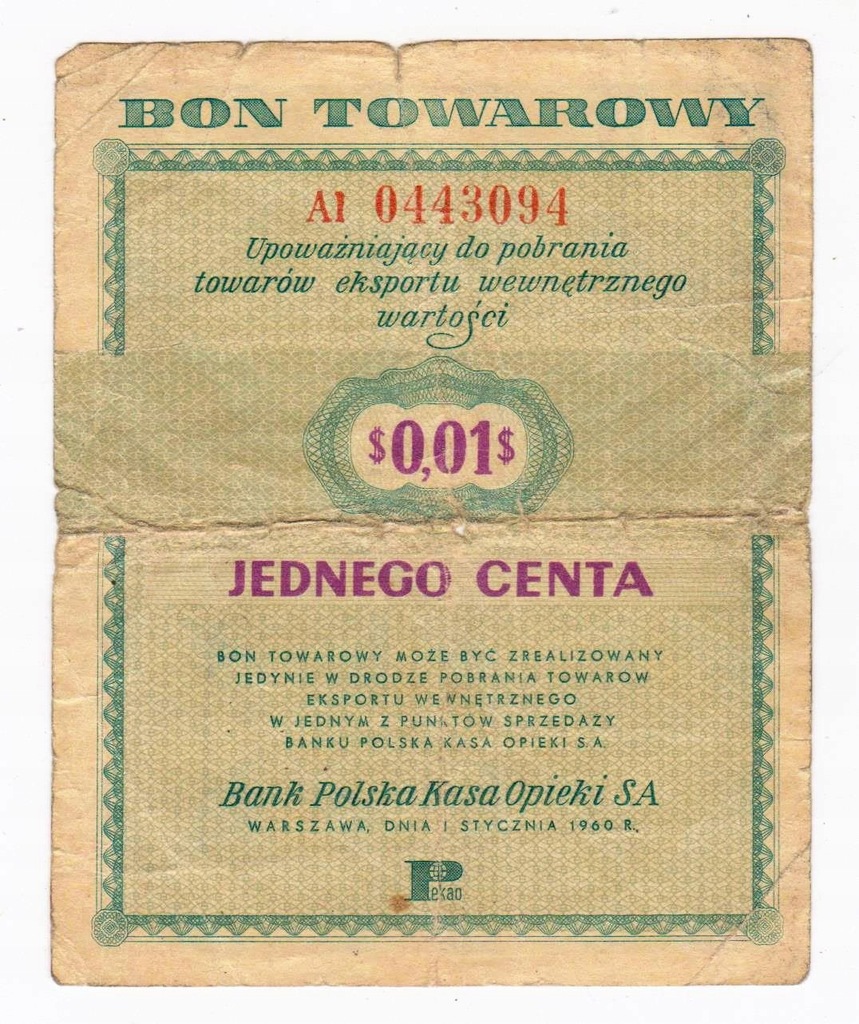 BON TOWAROWY
A1 0443094
Upoważniający do pobrania
towarów eksportu wewnętrznego
wartości
$0,01$
JEDNEGO CENTA
BON TOWAROWY MOŻE BYĆ ZREALIZOWANY
JEDYNIE W DRODZE POBRANIA TOWARÓW
EKSPORTU WEWNĘTRZNEGO
W JEDNYM Z PUNKTÓW SPRZEDAŻY
BANKU POLSKA KASA OPIEKI S.A.
Bank Polska Kasa Opieki SA
WARSZAWA, DNIA 1 STYCZNIA 1960 R.
Pekao